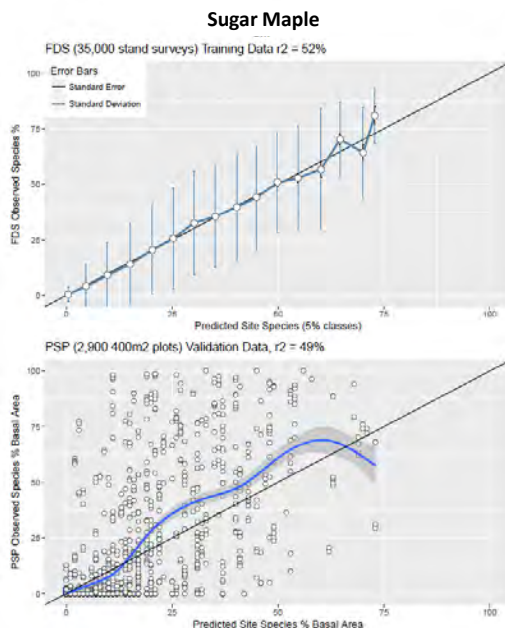 Sugar Maple
FDS (35,000 stand surveys) Training Data r2 = 52%
Error Bars
Standard Error
Standard Deviation
FDS Observed Species %
100
75
50
25
0
0 25 50 75 100
Predicted Site Species (5% classes)
PSP (2,900 400m2 plots) Validation Data, r2 = 49%
PSP Observed Species % Basal Area
100
75
50
25
0
0 25 50 75 100
Predicted Site Species % Basal Area